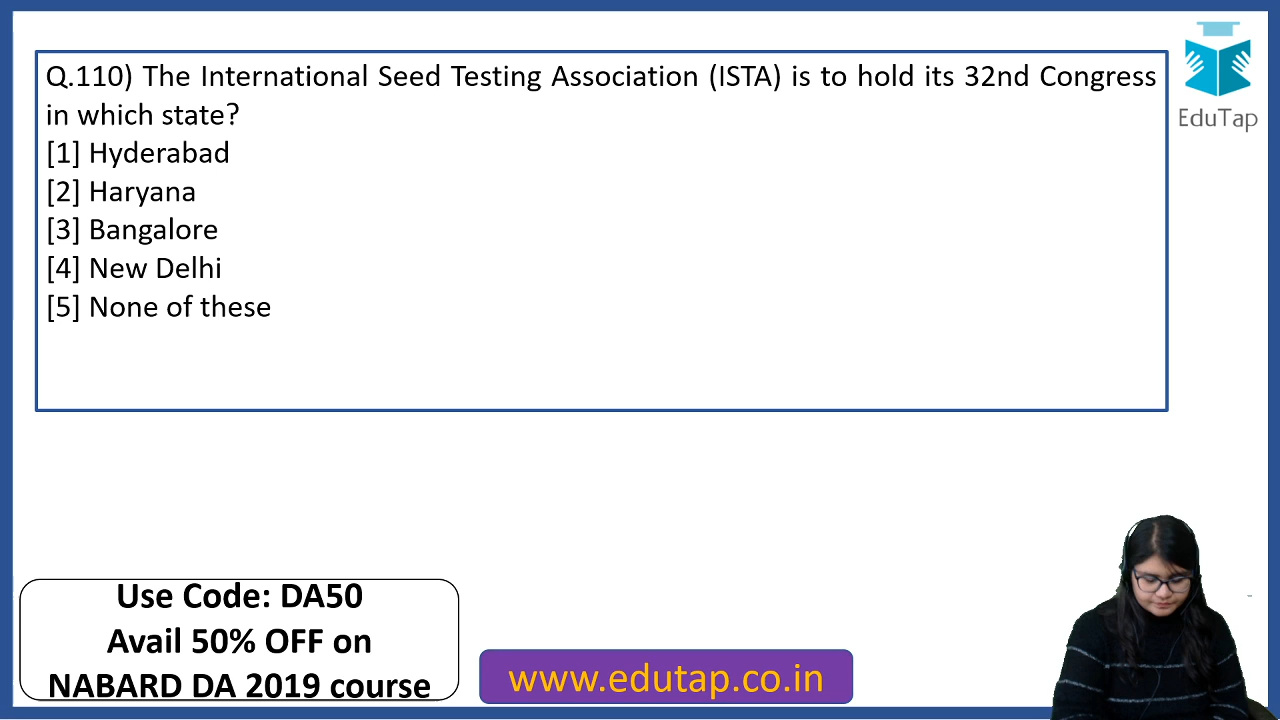 Q.110) The International Seed Testing Association (ISTA) is to hold its 32nd Congress
in which state?
[1] Hyderabad
[2] Haryana
[3] Bangalore
[4] New Delhi
[5] None of these
EduTap
Use Code: DA50
Avail 50% OFF on
NABARD DA 2019 course
www.edutap.co.in